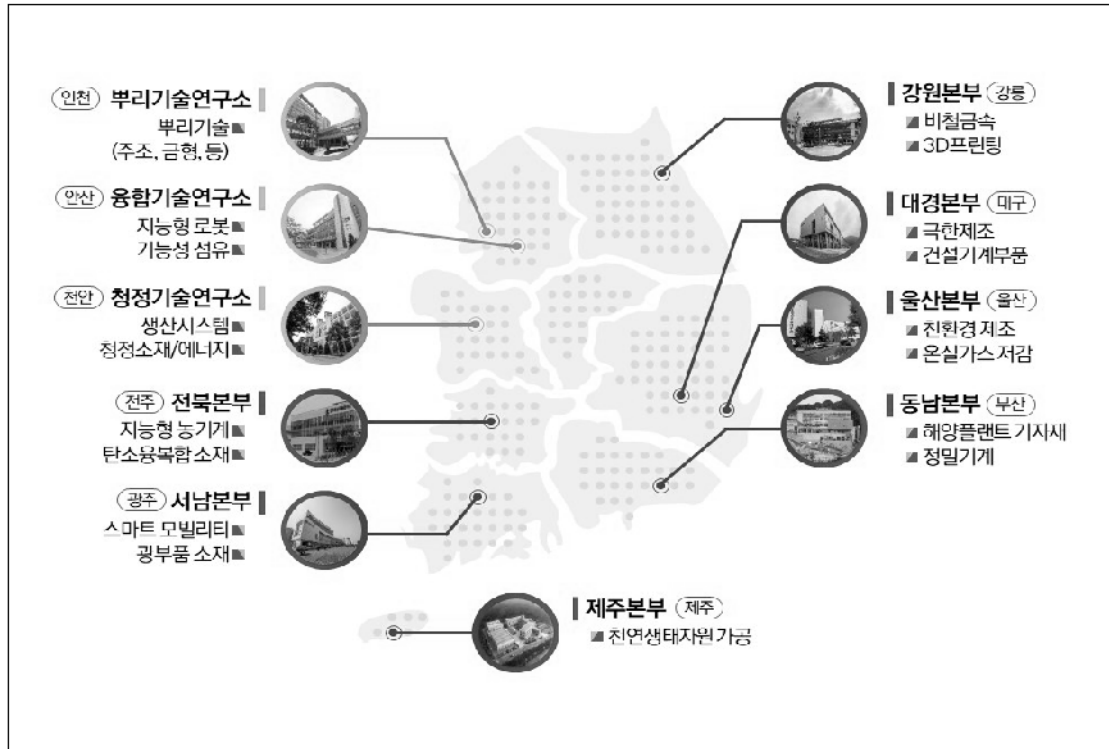 인천 뿌리기술연구소
뿌리기술
(주조, 금형, 등)
안산 융합기술연구소
지능형 로봇
기능성 섬유
천안 청정기술연구소
생산시스템
청정소재/에너지
전주 전북본부
지능형 농기계
탄소융복합 소재
광주 서남본부
스마트 모빌리티
광부품 소재
강원본부 강릉
비철금속
3D프린팅
대경본부 대구
극한제조
건설기계부품
울산본부 울산
친환경 제조
온실가스 저감
동남본부 부산
해양플랜트 기자재
정밀기계
제주본부 제주
천연생태자원 가공